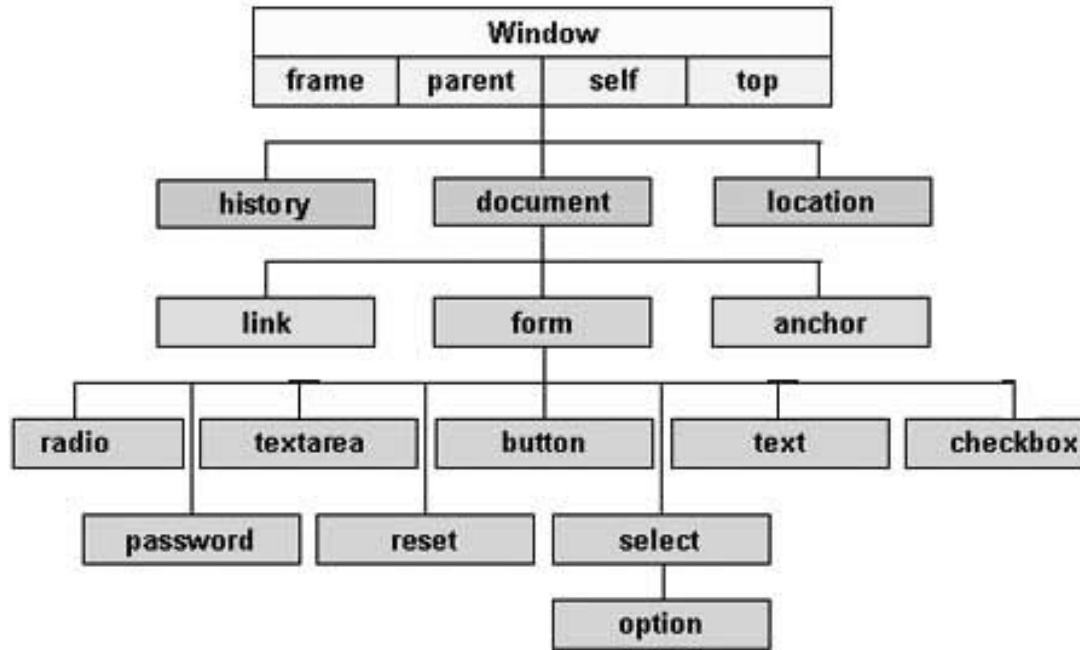 Window
frame parent self top
history document location
link form anchor
radio textarea button text checkbox
password reset select
option